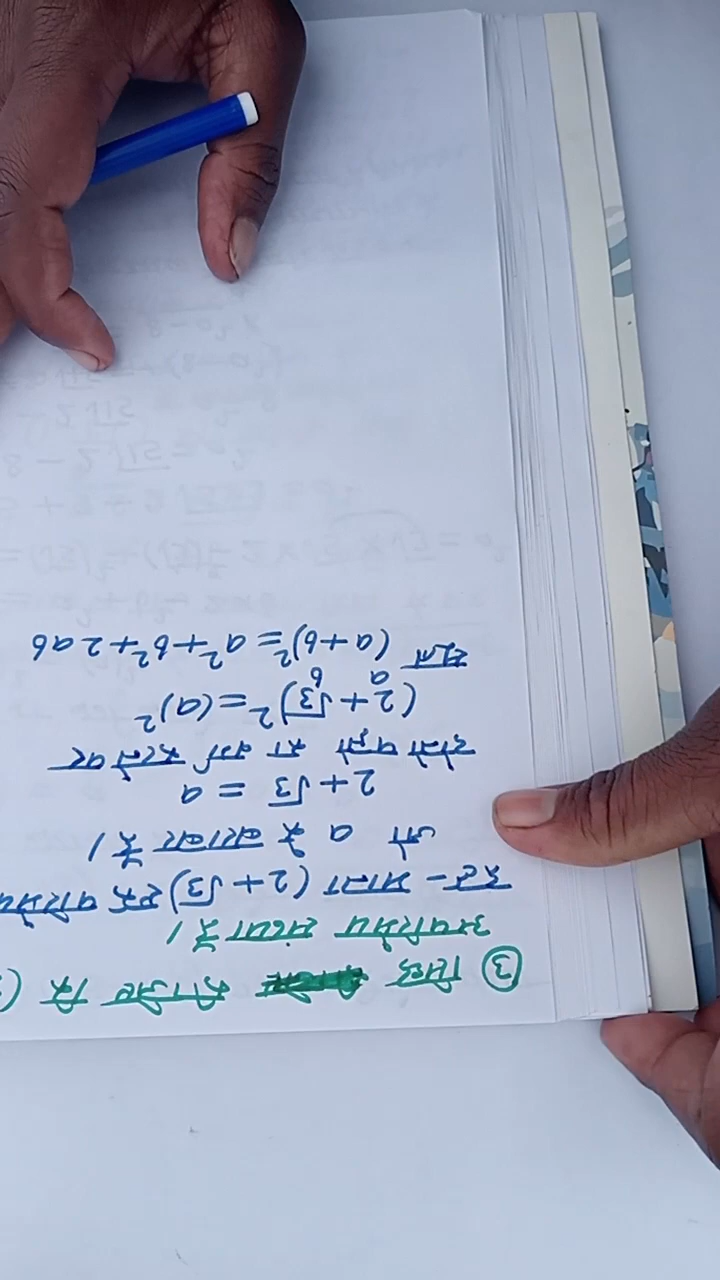 ③ सिद्ध कीजिए कि (
अपरिमेय संख्या है।
हल- माना (2 + √3) एक परिमेय
जो a के बराबर है।
2 + √3 = a
दोनों पक्षों का वर्ग करने पर
(2 + √3)² = (a)²
a b
सूत्र (a+b)² = a² + b² + 2ab